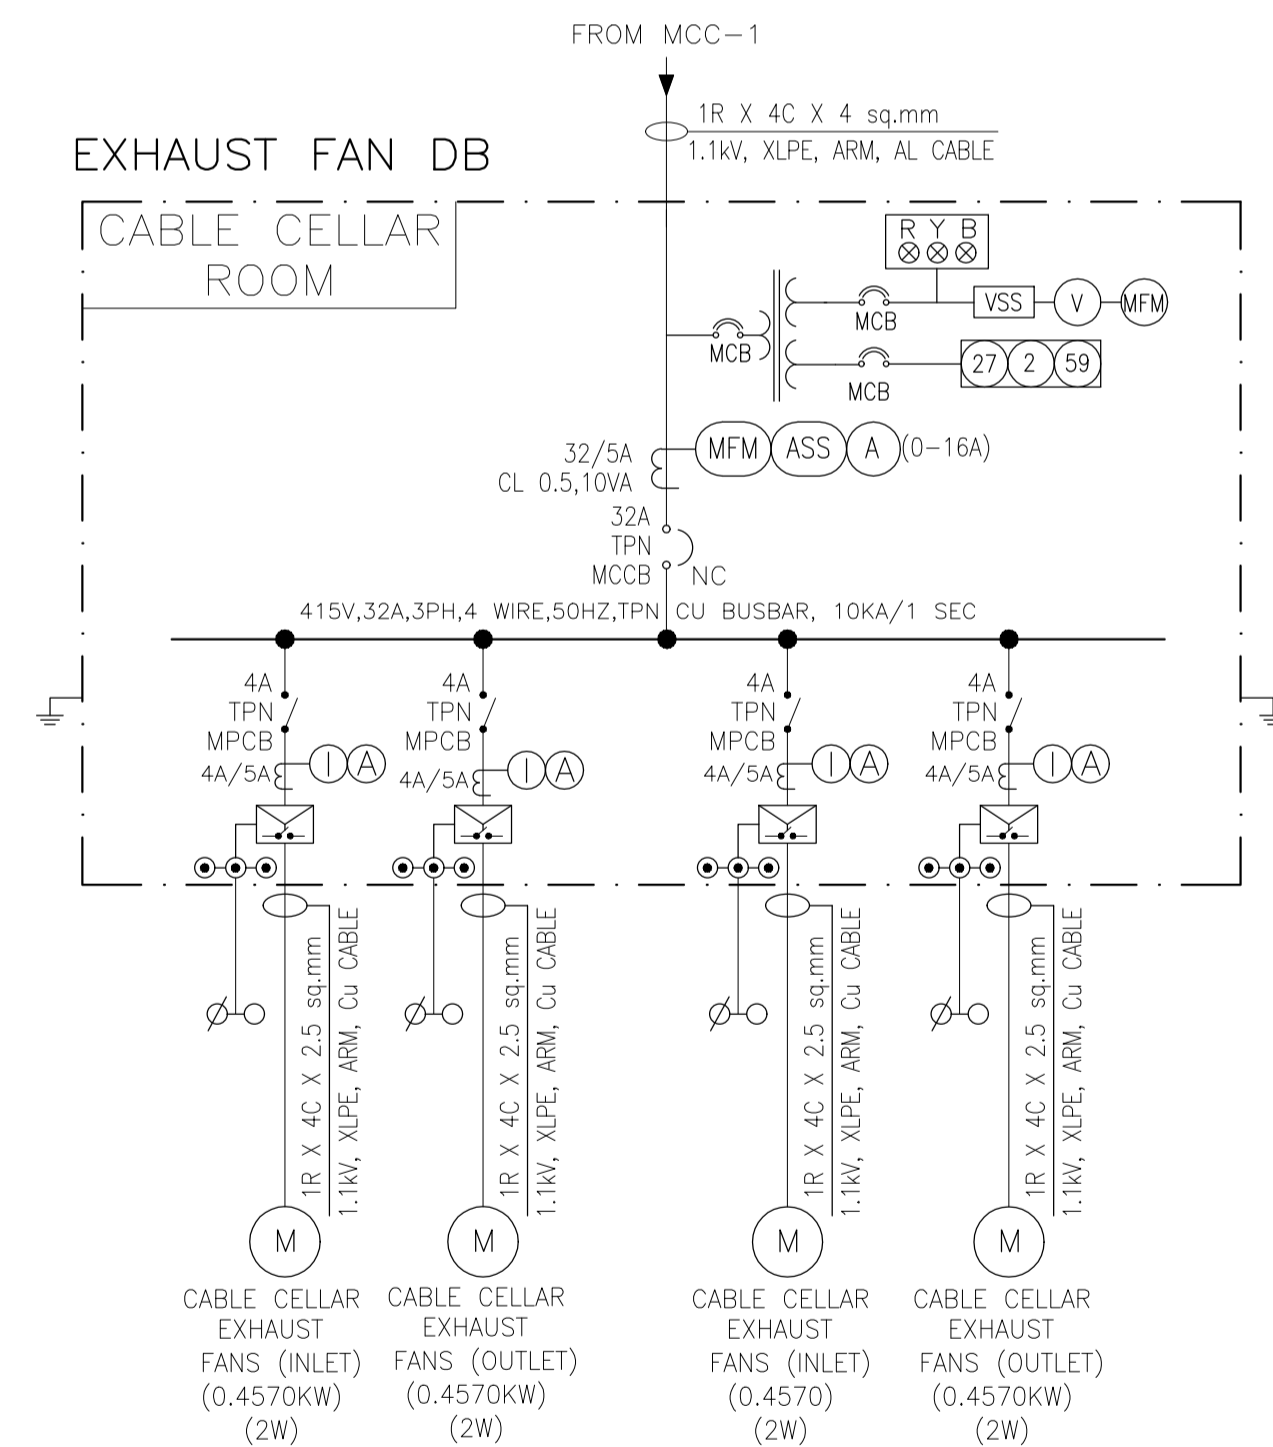 FROM MCC-1
1R X 4C X 4 sq.mm
1.1kV, XLPE, ARM, AL CABLE
EXHAUST FAN DB
CABLE CELLAR
ROOM
R Y B
MCB
VSS
V
MFM
MCB
MCB
27
2
59
32/5A
CL 0.5,10VA
MFM
ASS
A
(0-16A)
32A
TPN
MCCB
NC
415V,32A,3PH,4 WIRE,50HZ,TPN CU BUSBAR, 10KA/1 SEC
4A
TPN
MPCB
4A/5A
I
A
4A
TPN
MPCB
4A/5A
I
A
4A
TPN
MPCB
4A/5A
I
A
4A
TPN
MPCB
4A/5A
I
A
1R X 4C X 2.5 sq.mm
1.1kV, XLPE, ARM, Cu CABLE
1R X 4C X 2.5 sq.mm
1.1kV, XLPE, ARM, Cu CABLE
1R X 4C X 2.5 sq.mm
1.1kV, XLPE, ARM, Cu CABLE
1R X 4C X 2.5 sq.mm
1.1kV, XLPE, ARM, Cu CABLE
M
CABLE CELLAR
EXHAUST
FANS (INLET)
(0.4570KW)
(2W)
M
CABLE CELLAR
EXHAUST
FANS (OUTLET)
(0.4570KW)
(2W)
M
CABLE CELLAR
EXHAUST
FANS (INLET)
(0.4570)
(2W)
M
CABLE CELLAR
EXHAUST
FANS (OUTLET)
(0.4570KW)
(2W)